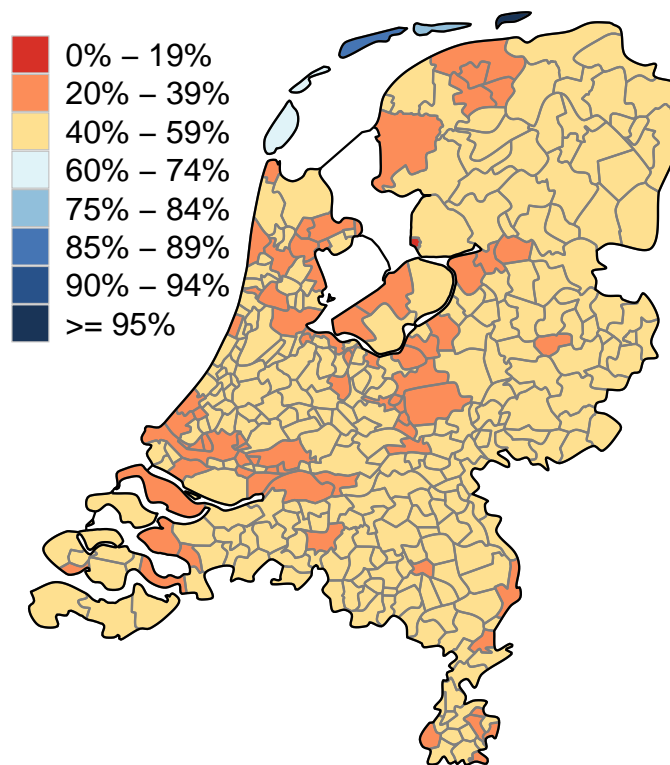 0% – 19%
20% – 39%
40% – 59%
60% – 74%
75% – 84%
85% – 89%
90% – 94%
>= 95%